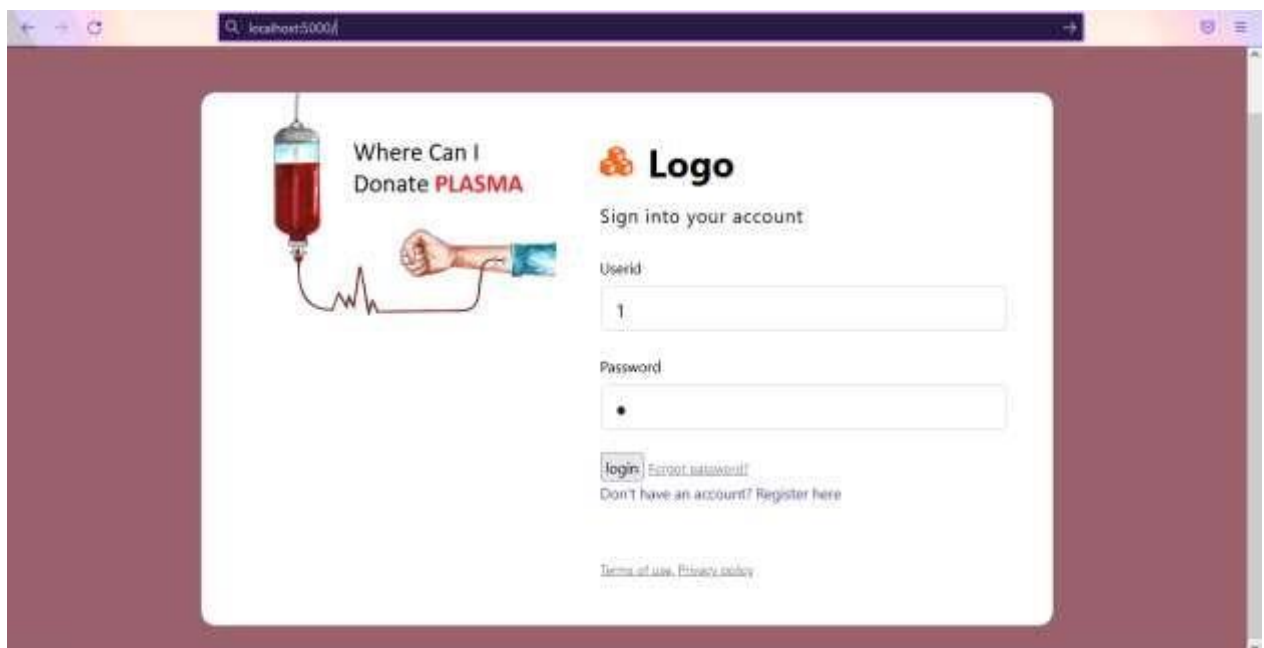 localhost:5000/
Where Can I
Donate PLASMA
Logo
Sign into your account
Userid
1
Password
login Forgot password?
Don't have an account? Register here
Terms of use. Privacy policy